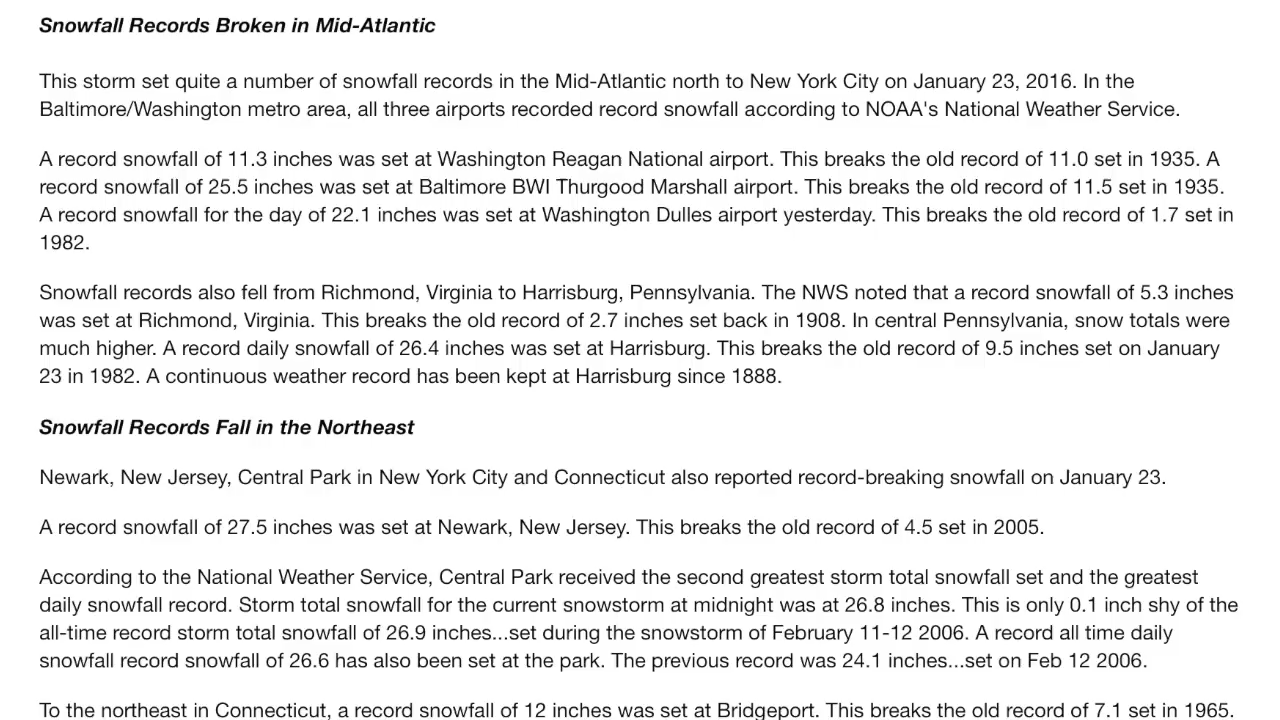 Snowfall Records Broken in Mid-Atlantic
This storm set quite a number of snowfall records in the Mid-Atlantic north to New York City on January 23, 2016. In the
Baltimore/Washington metro area, all three airports recorded record snowfall according to NOAA's National Weather Service.
A record snowfall of 11.3 inches was set at Washington Reagan National airport. This breaks the old record of 11.0 set in 1935. A
record snowfall of 25.5 inches was set at Baltimore BWI Thurgood Marshall airport. This breaks the old record of 11.5 set in 1935.
A record snowfall for the day of 22.1 inches was set at Washington Dulles airport yesterday. This breaks the old record of 1.7 set in
1982.
Snowfall records also fell from Richmond, Virginia to Harrisburg, Pennsylvania. The NWS noted that a record snowfall of 5.3 inches
was set at Richmond, Virginia. This breaks the old record of 2.7 inches set back in 1908. In central Pennsylvania, snow totals were
much higher. A record daily snowfall of 26.4 inches was set at Harrisburg. This breaks the old record of 9.5 inches set on January
23 in 1982. A continuous weather record has been kept at Harrisburg since 1888.
Snowfall Records Fall in the Northeast
Newark, New Jersey, Central Park in New York City and Connecticut also reported record-breaking snowfall on January 23.
A record snowfall of 27.5 inches was set at Newark, New Jersey. This breaks the old record of 4.5 set in 2005.
According to the National Weather Service, Central Park received the second greatest storm total snowfall set and the greatest
daily snowfall record. Storm total snowfall for the current snowstorm at midnight was at 26.8 inches. This is only 0.1 inch shy of the
all-time record storm total snowfall of 26.9 inches...set during the snowstorm of February 11-12 2006. A record all time daily
snowfall record snowfall of 26.6 has also been set at the park. The previous record was 24.1 inches...set on Feb 12 2006.
To the northeast in Connecticut, a record snowfall of 12 inches was set at Bridgeport. This breaks the old record of 7.1 set in 1965.